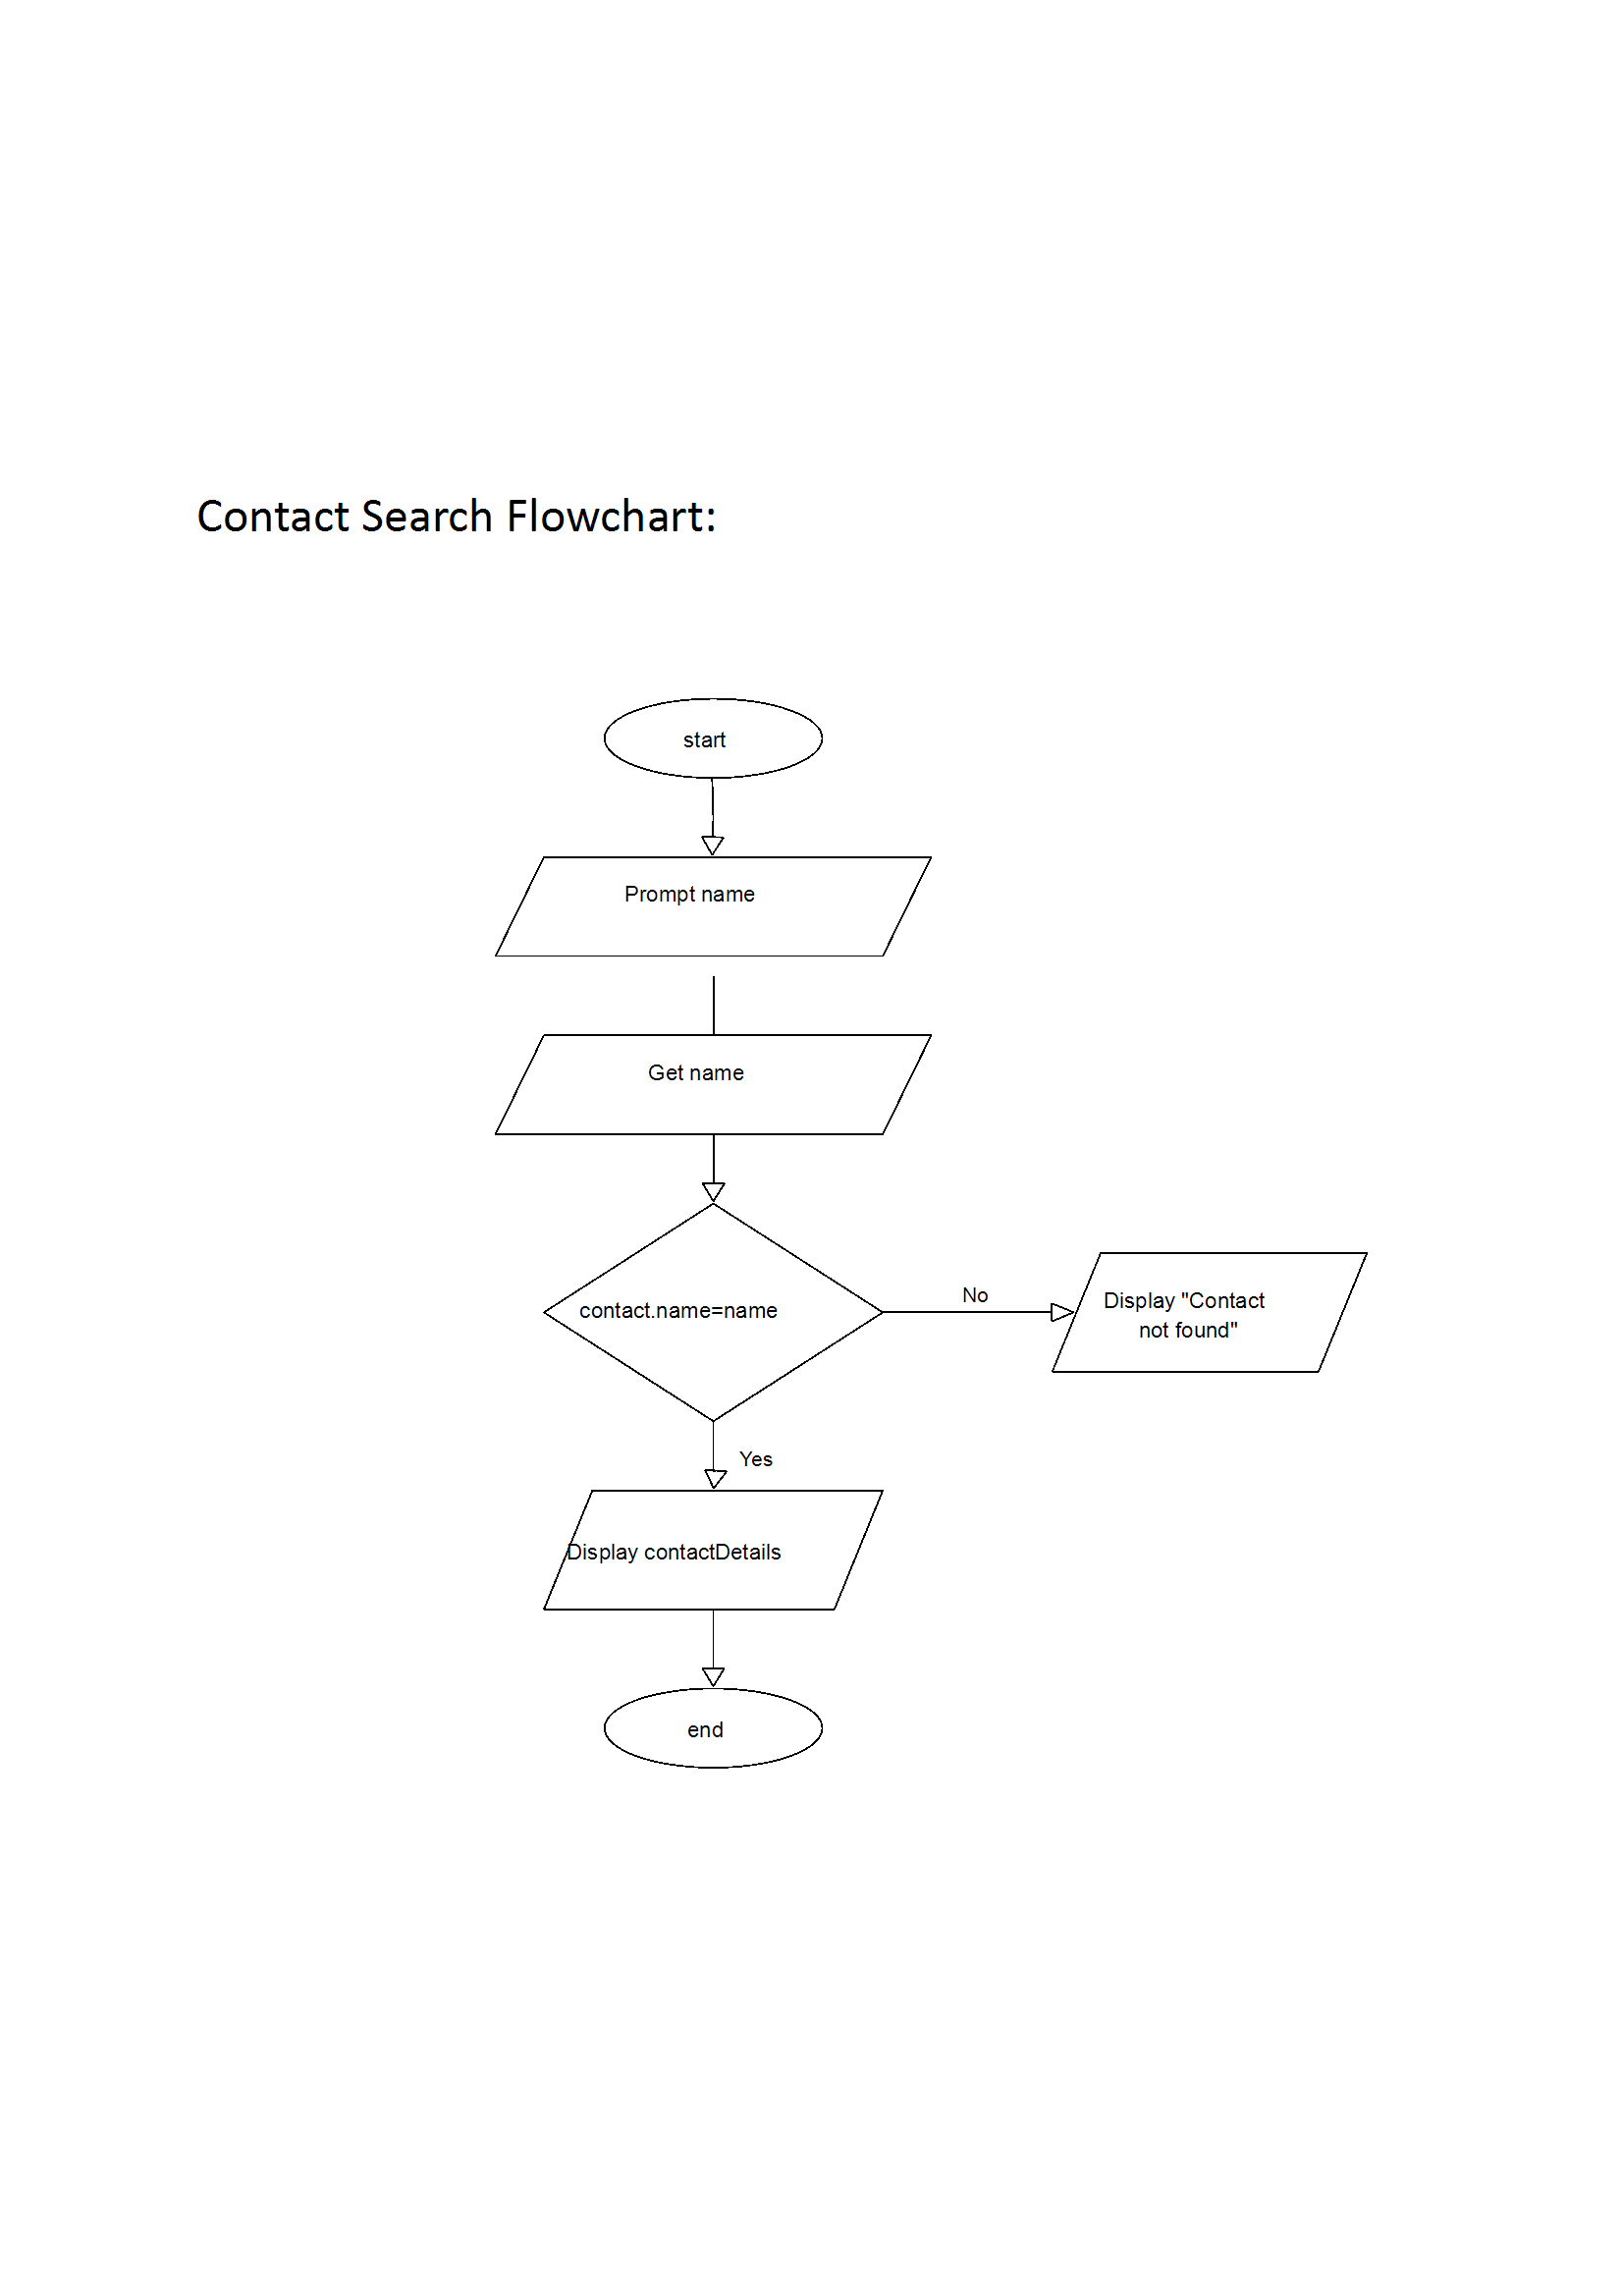 Contact Search Flowchart:
start
Prompt name
Get name
contact.name=name
No
Display "Contact
not found"
Yes
Display contactDetails
end